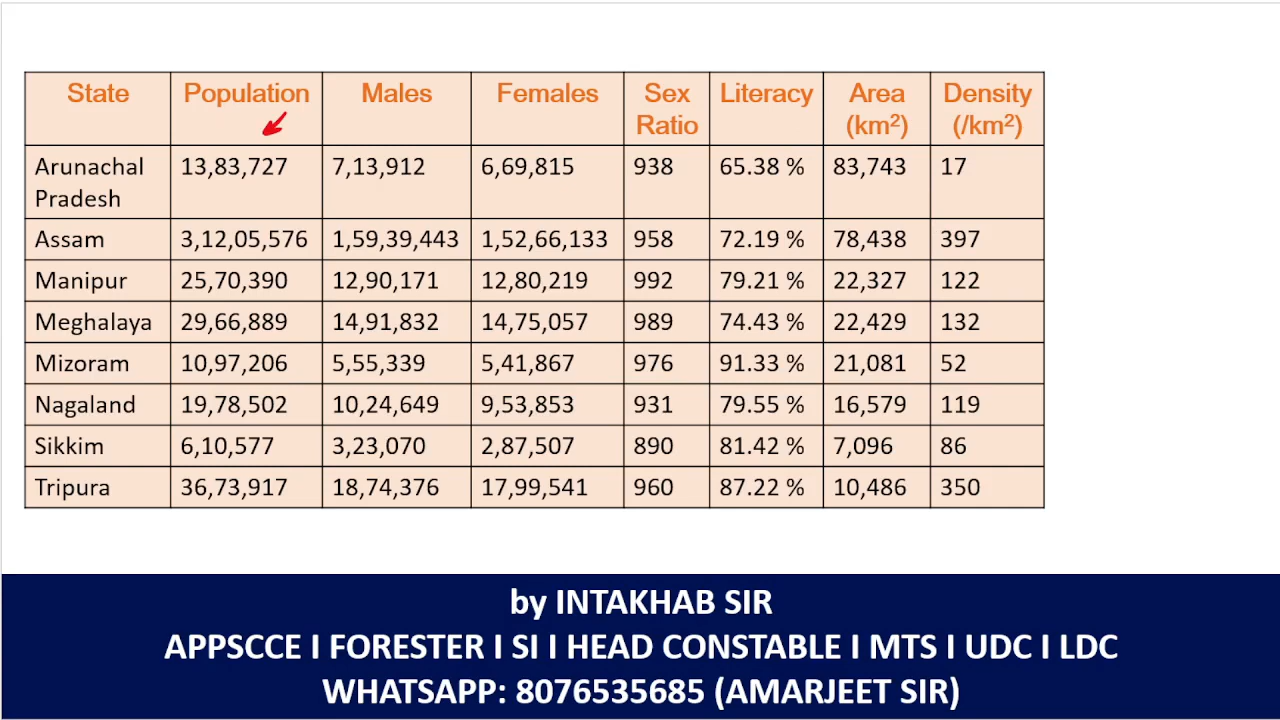 State Population Males Females Sex Ratio Literacy Area (km²) Density (/km²)
Arunachal Pradesh 13,83,727 7,13,912 6,69,815 938 65.38 % 83,743 17
Assam 3,12,05,576 1,59,39,443 1,52,66,133 958 72.19 % 78,438 397
Manipur 25,70,390 12,90,171 12,80,219 992 79.21 % 22,327 122
Meghalaya 29,66,889 14,91,832 14,75,057 989 74.43 % 22,429 132
Mizoram 10,97,206 5,55,339 5,41,867 976 91.33 % 21,081 52
Nagaland 19,78,502 10,24,649 9,53,853 931 79.55 % 16,579 119
Sikkim 6,10,577 3,23,070 2,87,507 890 81.42 % 7,096 86
Tripura 36,73,917 18,74,376 17,99,541 960 87.22 % 10,486 350
by INTAKHAB SIR
APPSCCE I FORESTER I SI I HEAD CONSTABLE I MTS I UDC I LDC
WHATSAPP: 8076535685 (AMARJEET SIR)